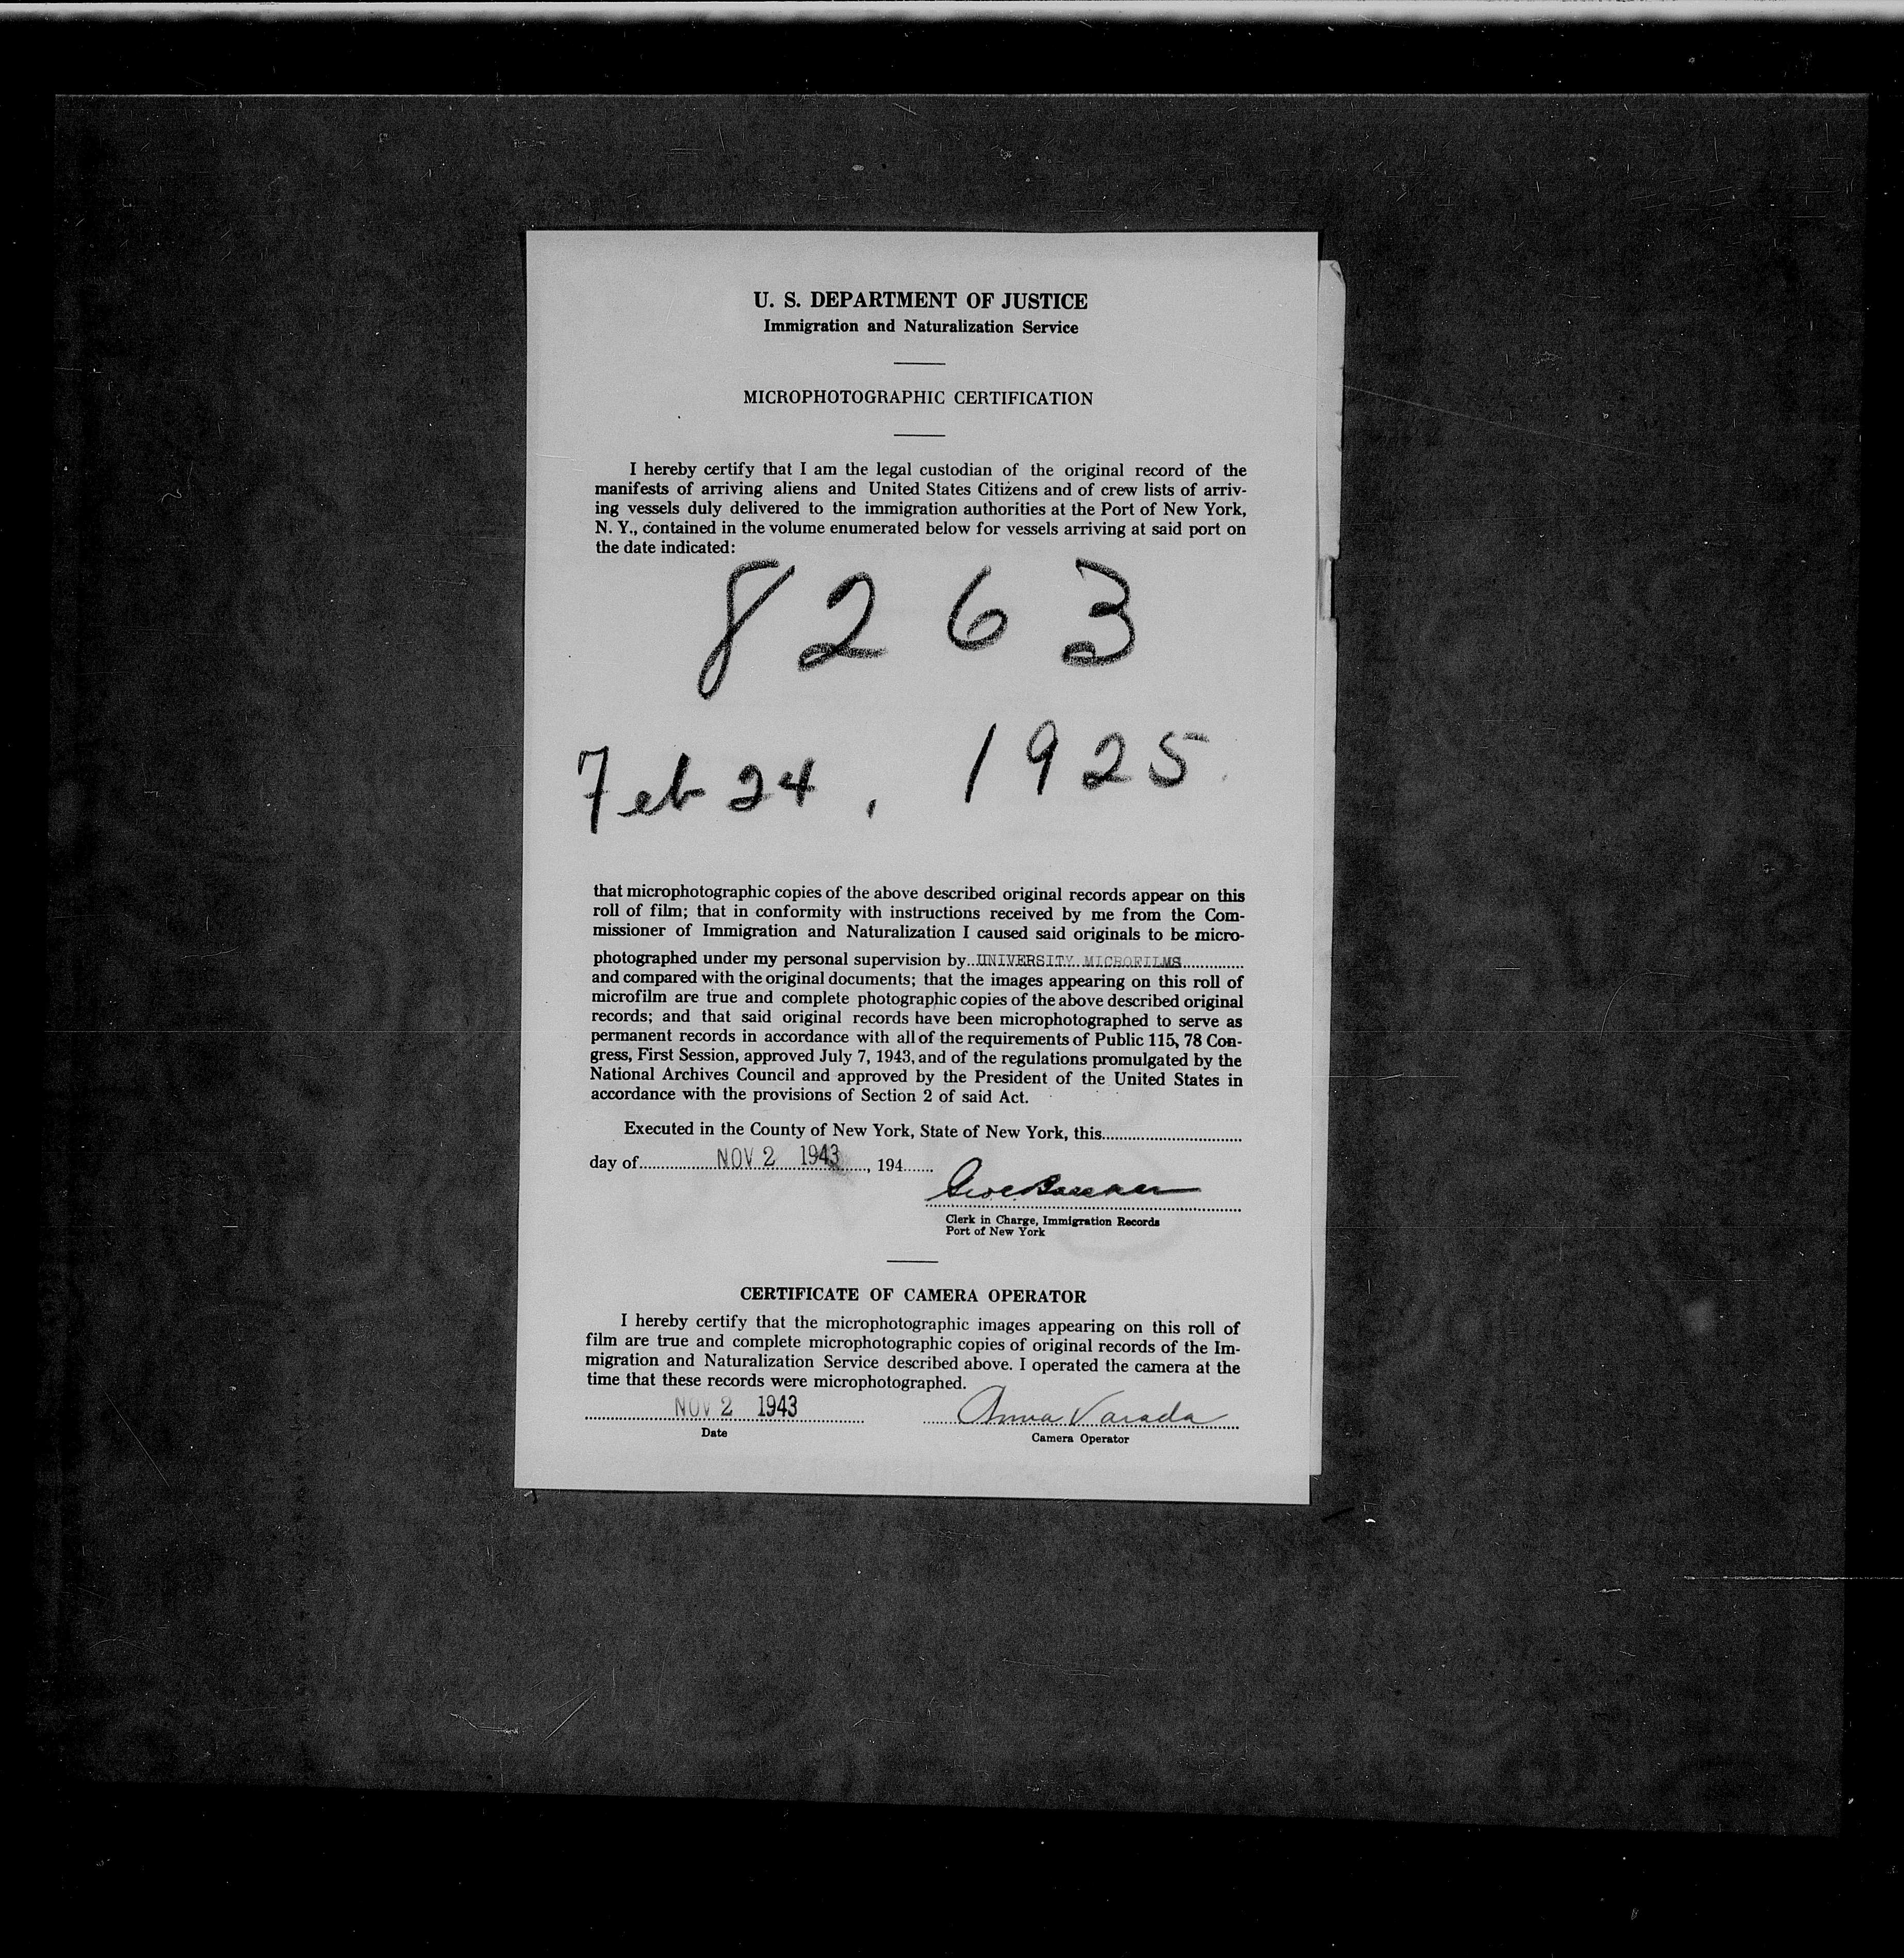 U. S. DEPARTMENT OF JUSTICE
Immigration and Naturalization Service
MICROPHOTOGRAPHIC CERTIFICATION
I hereby certify that I am the legal custodian of the original record of the
manifests of arriving aliens and United States Citizens and of crew lists of arriv-
ing vessels duly delivered to the immigration authorities at the Port of New York,
N. Y., contained in the volume enumerated below for vessels arriving at said port on
the date indicated:
8263
Feb 24, 1925
that microphotographic copies of the above described original records appear on this
roll of film; that in conformity with instructions received by me from the Com-
missioner of Immigration and Naturalization I caused said originals to be micro-
photographed under my personal supervision by UNIVERSITY MICROFILMS
and compared with the original documents; that the images appearing on this roll of
microfilm are true and complete photographic copies of the above described original
records; and that said original records have been microphotographed to serve as
permanent records in accordance with all of the requirements of Public 115, 78 Con-
gress, First Session, approved July 7, 1943, and of the regulations promulgated by the
National Archives Council and approved by the President of the United States in
accordance with the provisions of Section 2 of said Act.
Executed in the County of New York, State of New York, this
day of NOV 2 1943, 194
Clerk in Charge, Immigration Records
Port of New York
CERTIFICATE OF CAMERA OPERATOR
I hereby certify that the microphotographic images appearing on this roll of
film are true and complete microphotographic copies of original records of the Im-
migration and Naturalization Service described above. I operated the camera at the
time that these records were microphotographed.
NOV 2 1943 Anna Varada
Date Camera Operator